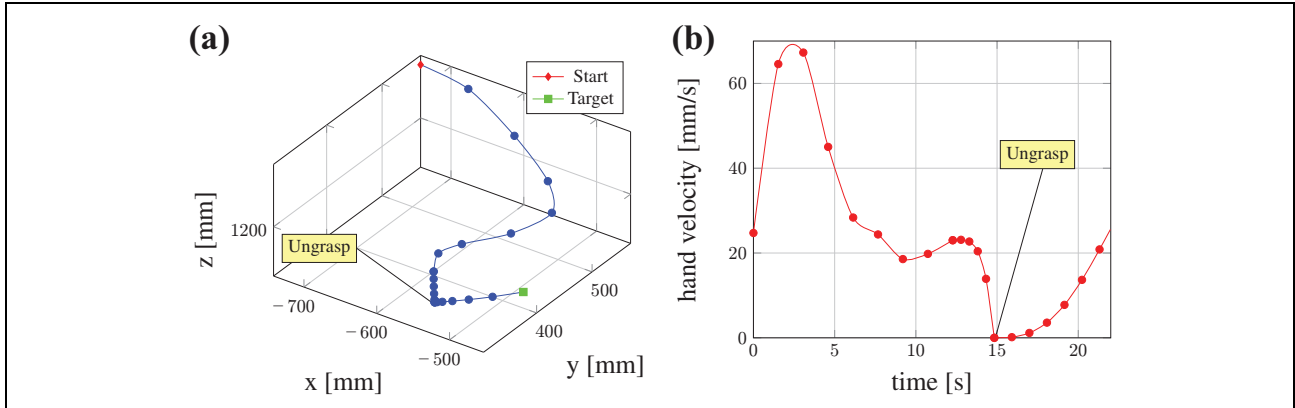 (a)
Start
Target
z [mm]
1200
Ungrasp
−700
−600
−500
x [mm]
400
500
y [mm]
(b)
hand velocity [mm/s]
60
40
20
0
Ungrasp
0 5 10 15 20
time [s]